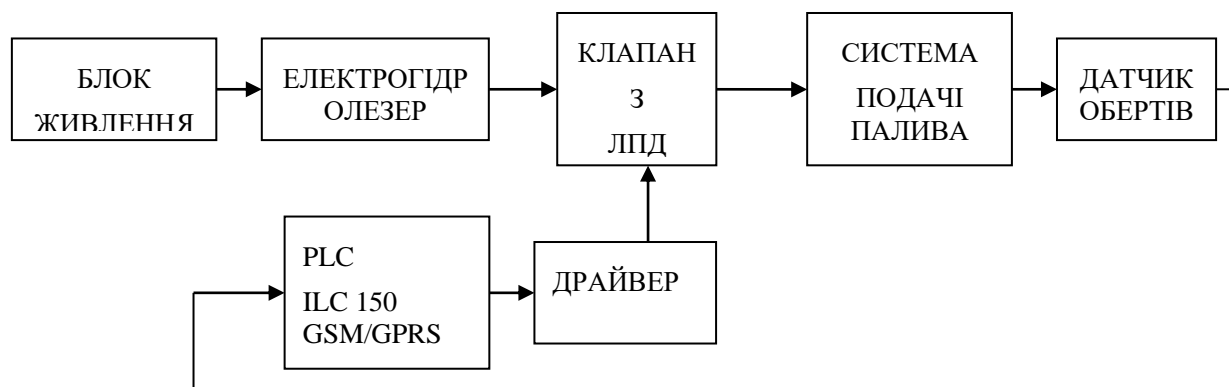 БЛОК
ЖИВЛЕННЯ
ЕЛЕКТРОГІДР
ОЛЕЗЕР
КЛАПАН
З
ЛПД
СИСТЕМА
ПОДАЧІ
ПАЛИВА
ДАТЧИК
ОБЕРТІВ
PLC
ILC 150
GSM/GPRS
ДРАЙВЕР